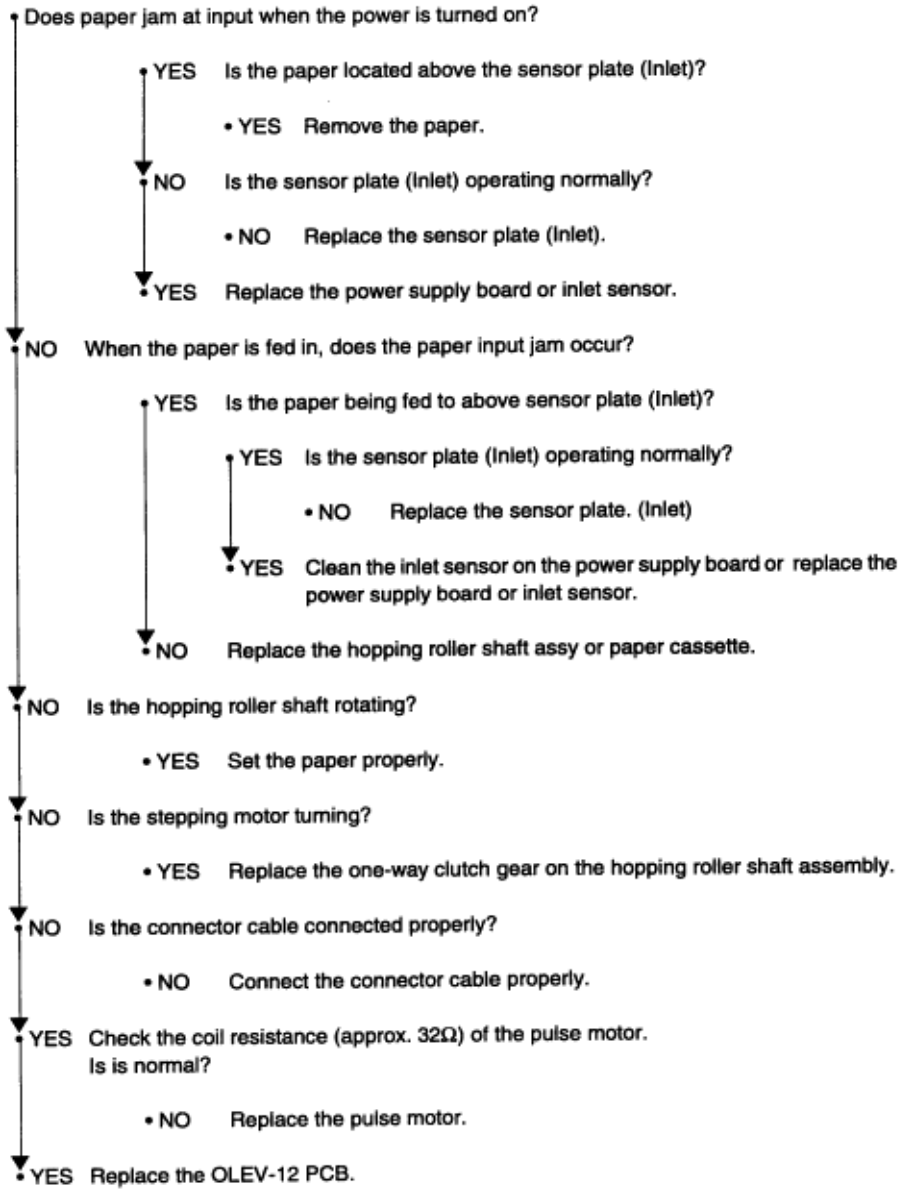 • Does paper jam at input when the power is turned on?
• YES Is the paper located above the sensor plate (Inlet)?
• YES Remove the paper.
• NO Is the sensor plate (Inlet) operating normally?
• NO Replace the sensor plate (Inlet).
• YES Replace the power supply board or inlet sensor.
• NO When the paper is fed in, does the paper input jam occur?
• YES Is the paper being fed to above sensor plate (Inlet)?
• YES Is the sensor plate (Inlet) operating normally?
• NO Replace the sensor plate. (Inlet)
• YES Clean the inlet sensor on the power supply board or replace the
power supply board or inlet sensor.
• NO Replace the hopping roller shaft assy or paper cassette.
• NO Is the hopping roller shaft rotating?
• YES Set the paper properly.
• NO Is the stepping motor turning?
• YES Replace the one-way clutch gear on the hopping roller shaft assembly.
• NO Is the connector cable connected properly?
• NO Connect the connector cable properly.
• YES Check the coil resistance (approx. 32Ω) of the pulse motor.
Is is normal?
• NO Replace the pulse motor.
• YES Replace the OLEV-12 PCB.